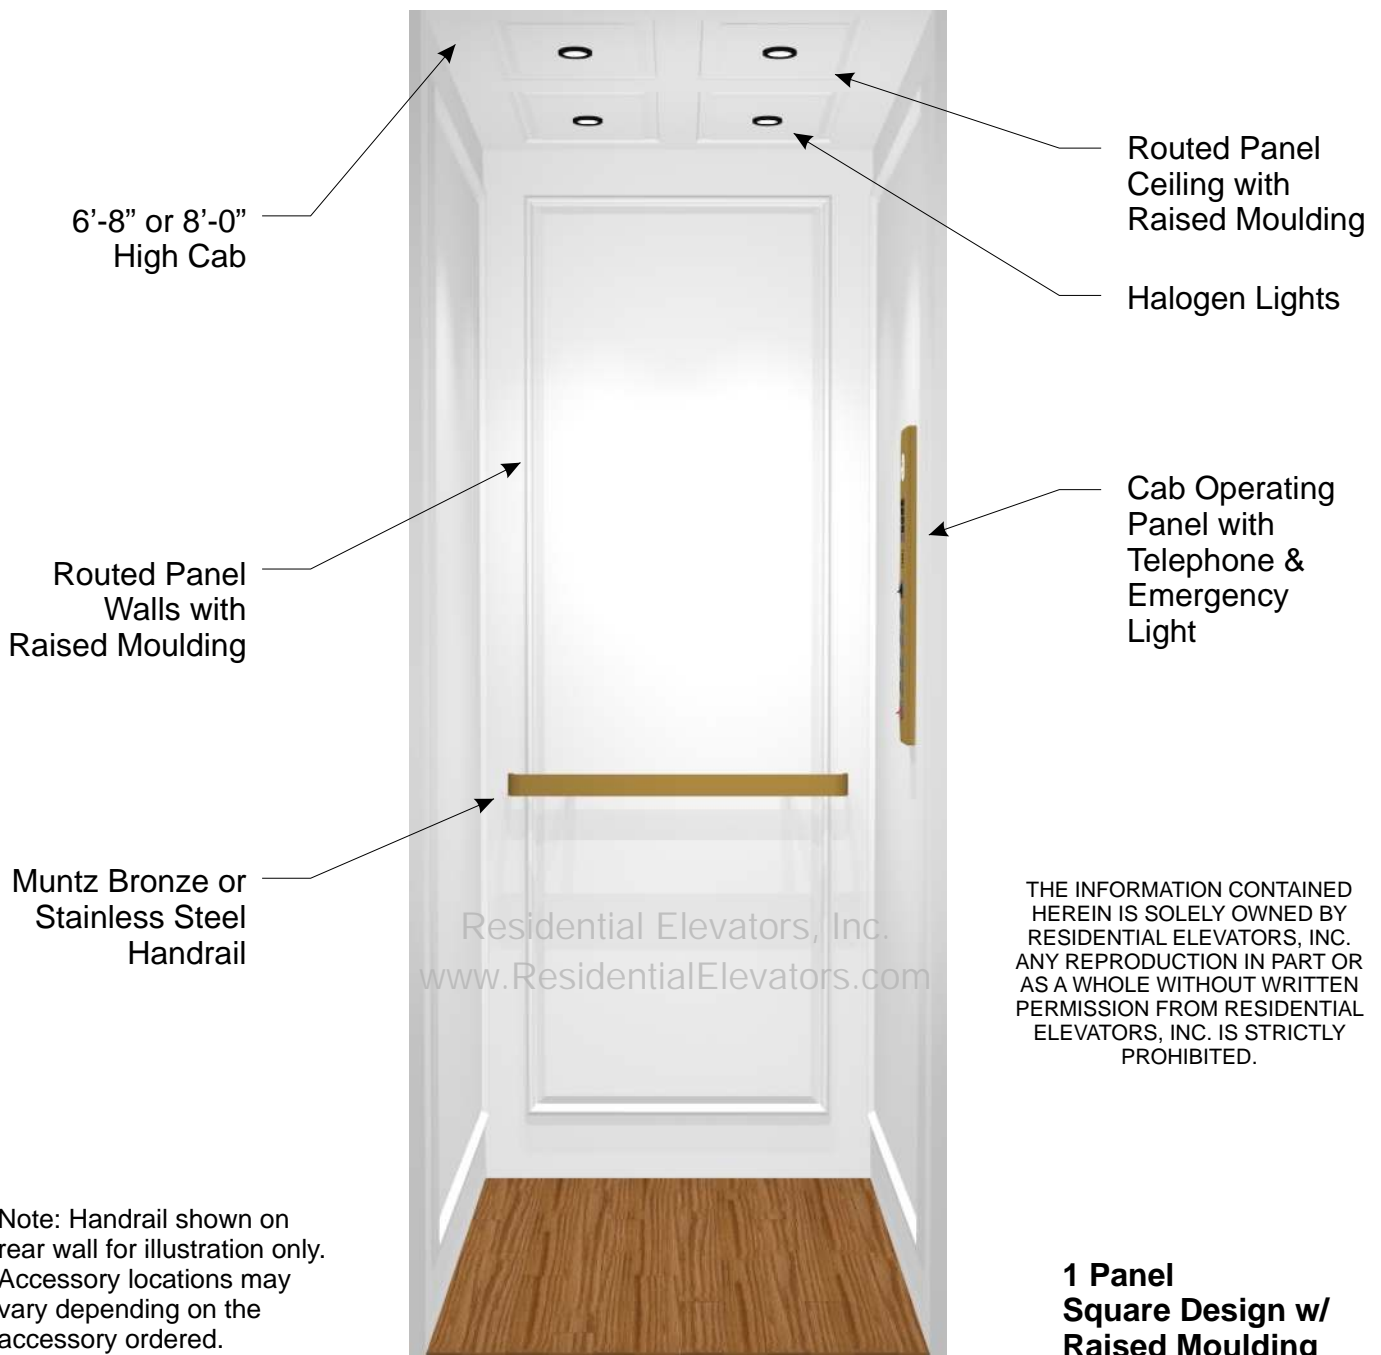 6’-8” or 8’-0”
High Cab
Routed Panel
Ceiling with
Raised Moulding
Halogen Lights
Routed Panel
Walls with
Raised Moulding
Cab Operating
Panel with
Telephone &
Emergency
Light
Muntz Bronze or
Stainless Steel
Handrail
Residential Elevators, Inc.
www.ResidentialElevators.com
THE INFORMATION CONTAINED
HEREIN IS SOLELY OWNED BY
RESIDENTIAL ELEVATORS, INC.
ANY REPRODUCTION IN PART OR
AS A WHOLE WITHOUT WRITTEN
PERMISSION FROM RESIDENTIAL
ELEVATORS, INC. IS STRICTLY
PROHIBITED.
Note: Handrail shown on
rear wall for illustration only.
Accessory locations may
vary depending on the
accessory ordered.
1 Panel
Square Design w/
Raised Moulding